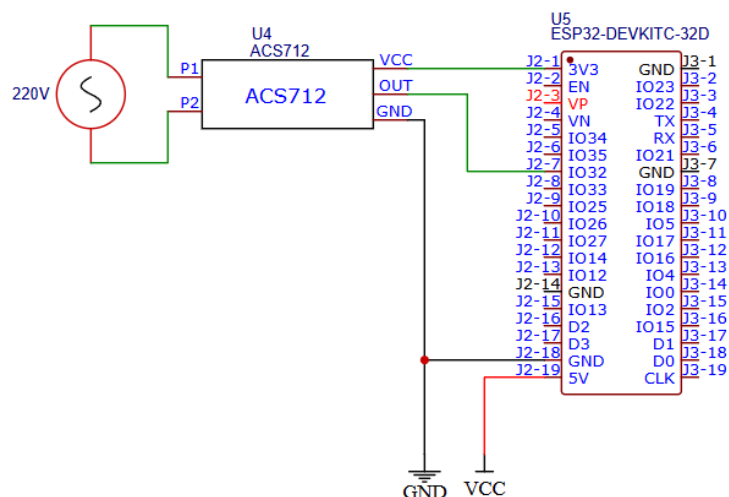 U4
ACS712
220V
P1
P2
ACS712
VCC
OUT
GND
U5
ESP32-DEVKITC-32D
J2-1 3V3 GND J3-1
J2-2 EN IO23 J3-2
J2-3 VP IO22 J3-3
J2-4 VN TX J3-4
J2-5 IO34 RX J3-5
J2-6 IO35 IO21 J3-6
J2-7 IO32 GND J3-7
J2-8 IO33 IO19 J3-8
J2-9 IO25 IO18 J3-9
J2-10 IO26 IO5 J3-10
J2-11 IO27 IO17 J3-11
J2-12 IO14 IO16 J3-12
J2-13 IO12 IO4 J3-13
J2-14 GND IO0 J3-14
J2-15 IO13 IO2 J3-15
J2-16 D2 IO15 J3-16
J2-17 D3 D1 J3-17
J2-18 GND D0 J3-18
J2-19 5V CLK J3-19
GND
VCC